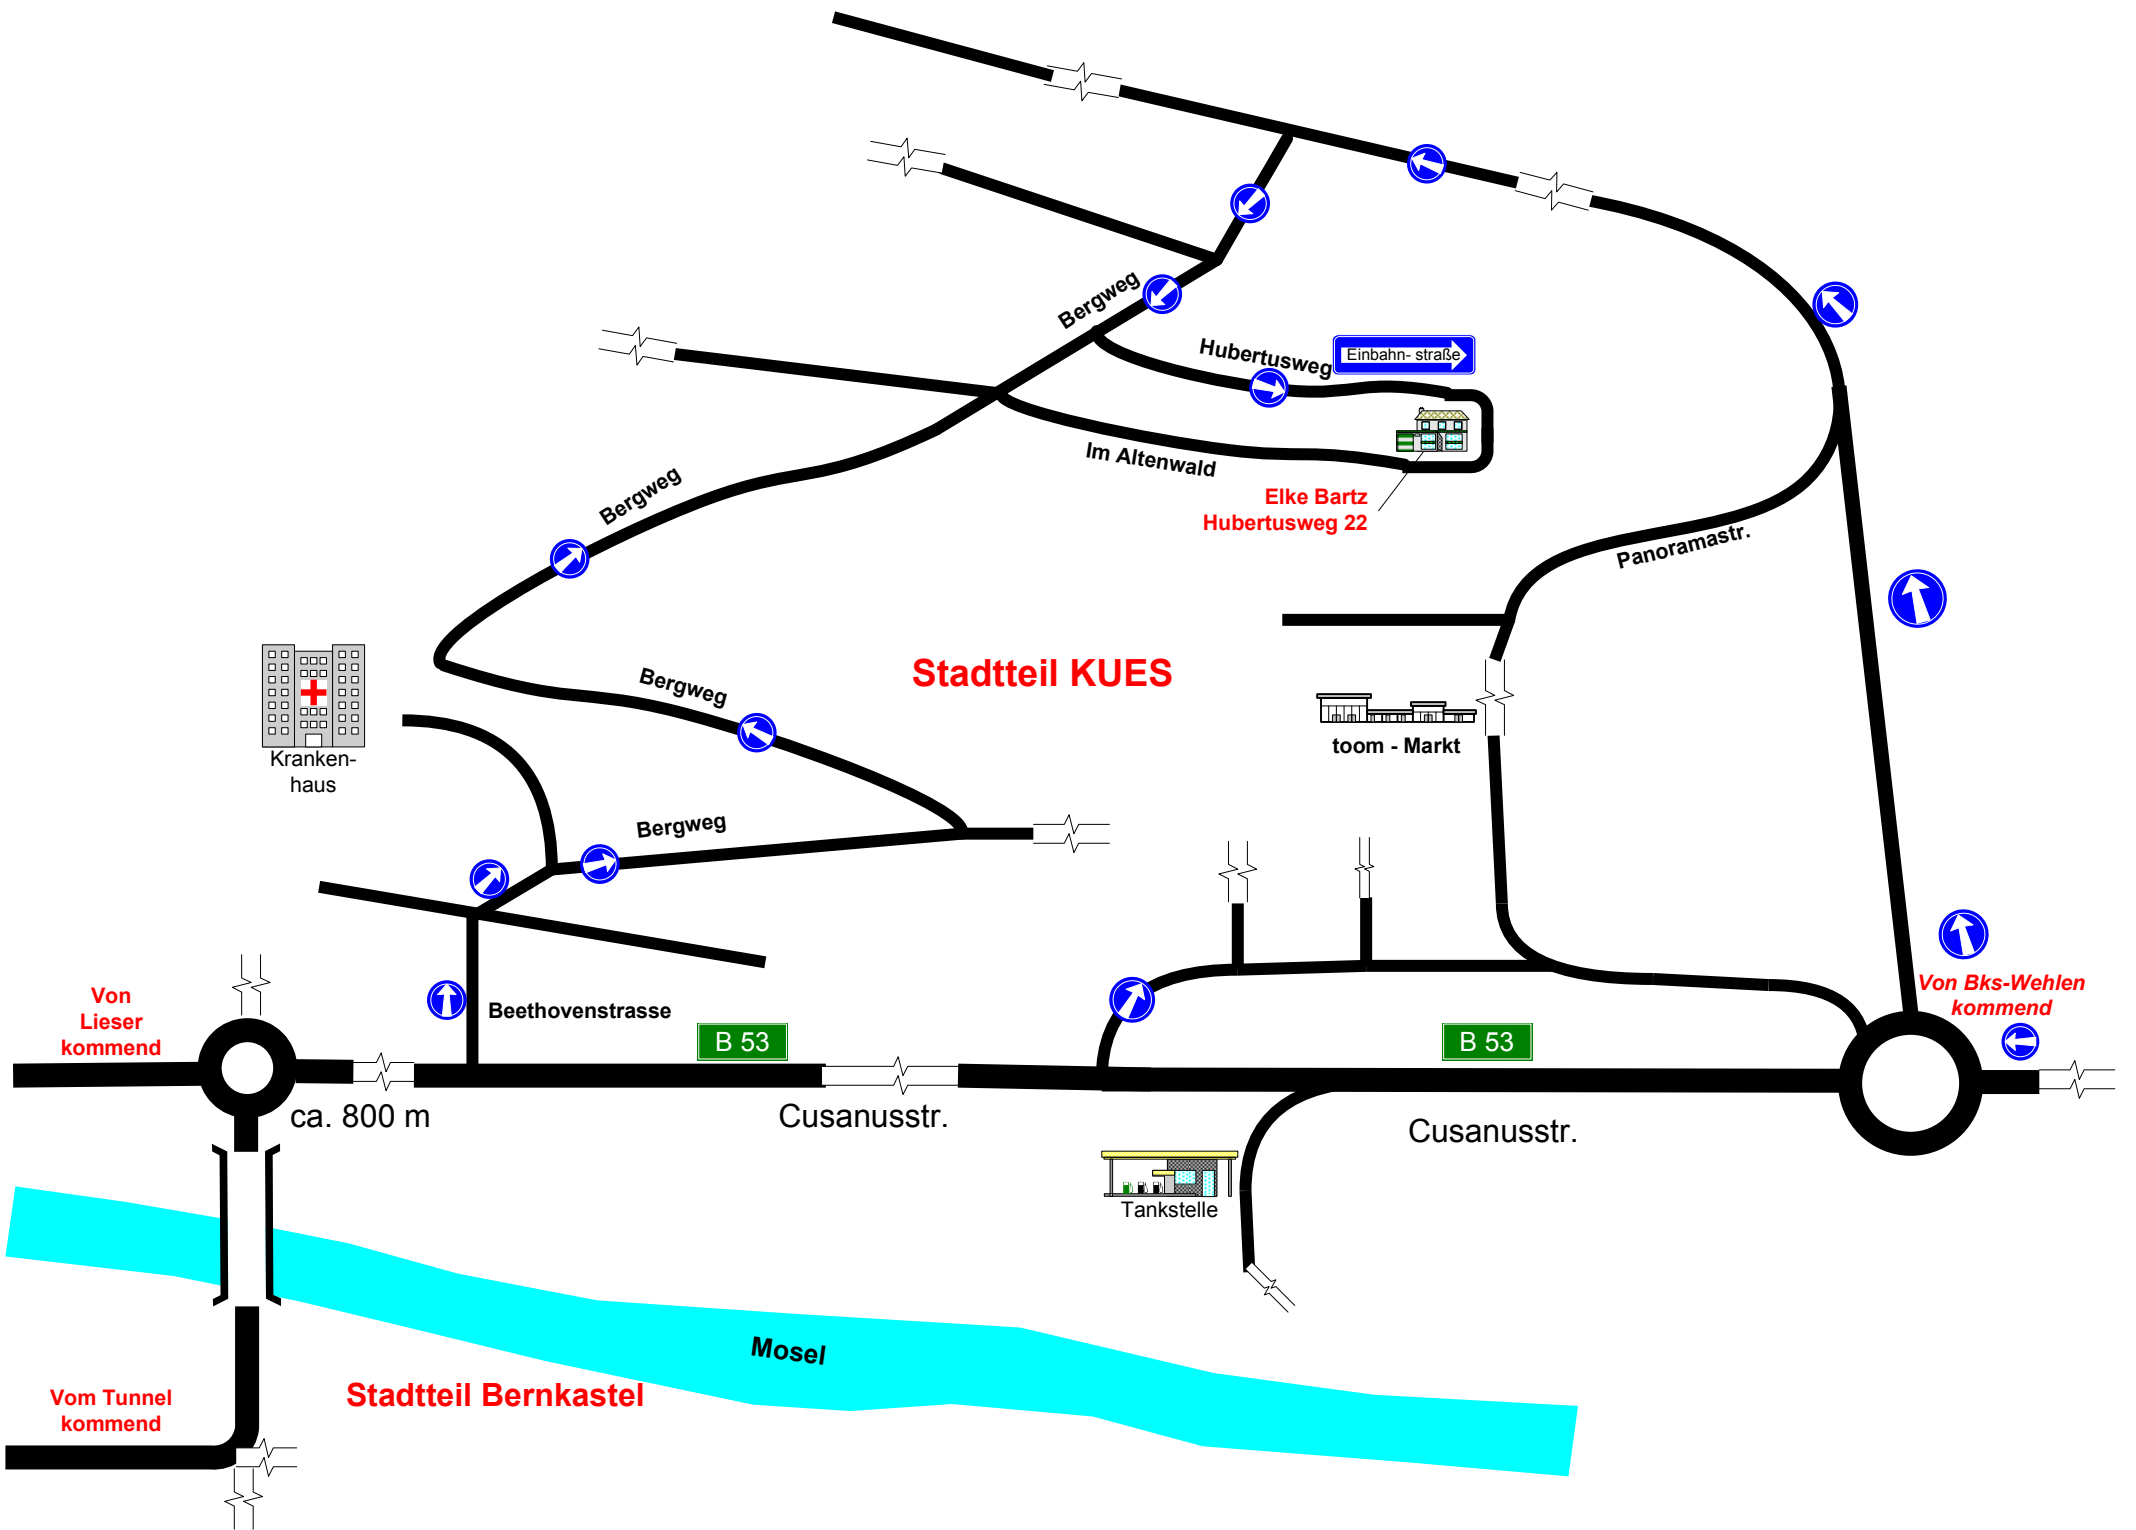 Bergweg
Hubertusweg
Einbahn- straße
Im Altenwald
Elke Bartz
Hubertusweg 22
Bergweg
Panoramastr.
Stadtteil KUES
Bergweg
toom - Markt
Kranken-
haus
Bergweg
Von
Lieser
kommend
Beethovenstrasse
Von Bks-Wehlen
kommend
B 53
B 53
ca. 800 m
Cusanusstr.
Cusanusstr.
Tankstelle
Mosel
Stadtteil Bernkastel
Vom Tunnel
kommend